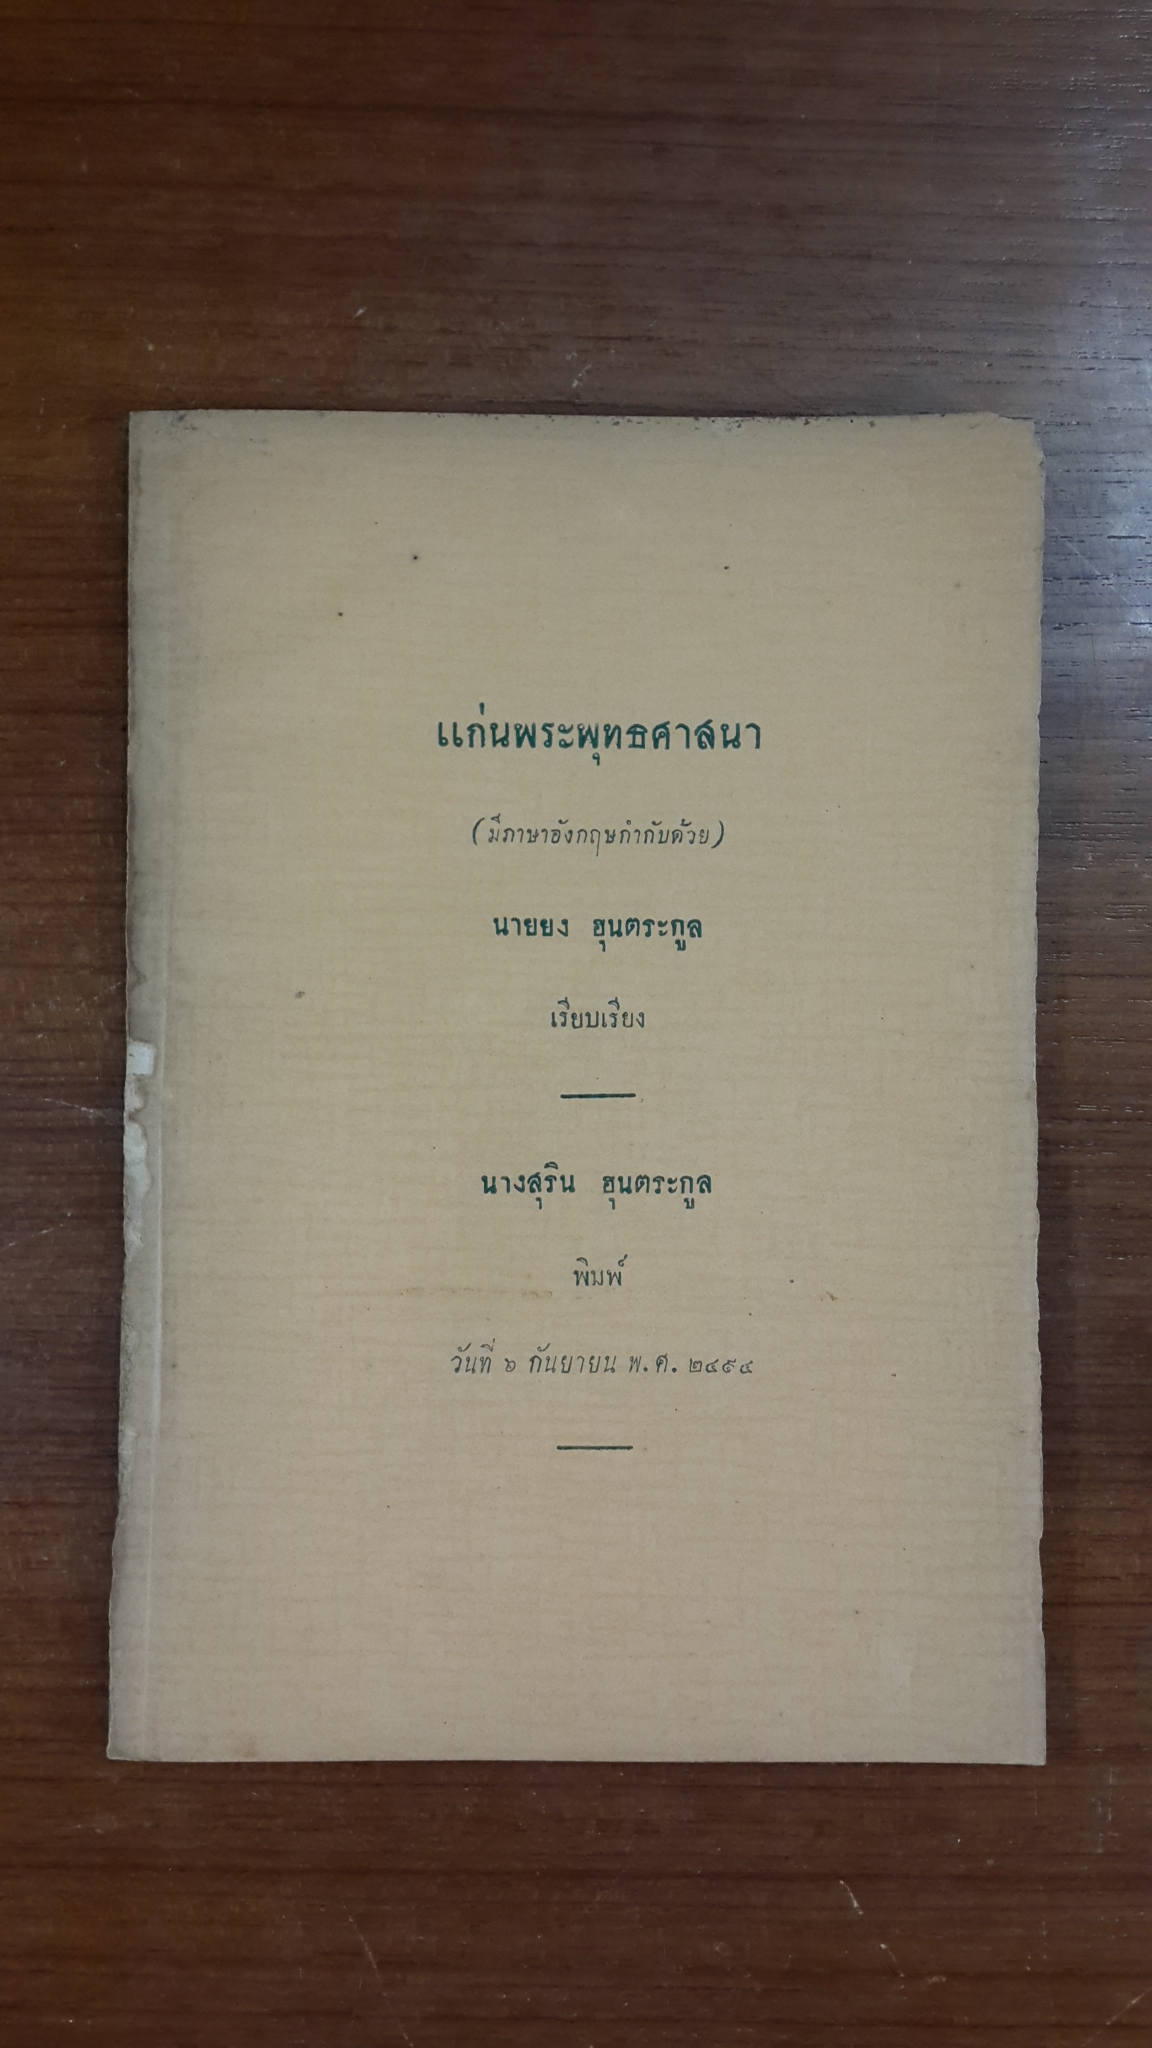 แก่นพระพุทธศาสนา
(มีภาษาอังกฤษกำกับด้วย)
นายยง ฮุนตระกูล
เรียบเรียง
นางสุริน ฮุนตระกูล
พิมพ์
วันที่ ๖ กันยายน พ.ศ. ๒๔๙๔